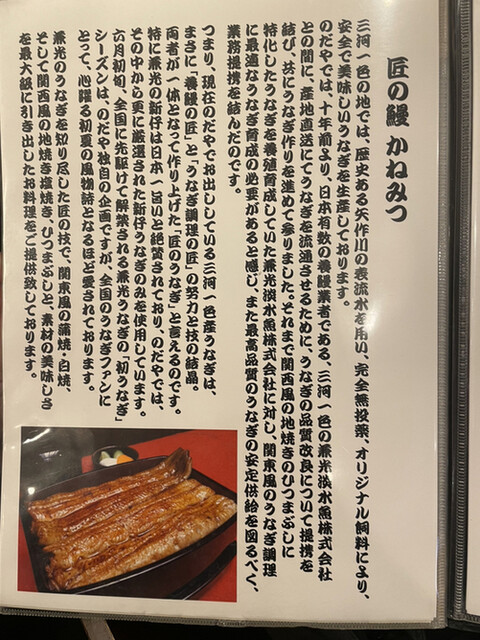 匠の鰻 かねみつ
三河一色の地では、歴史ある矢作川の表流水を用い、完全無投薬、オリジナル飼料により、
安全で美味しいうなぎを生産しております。
のだやでは、十年前より、日本有数の養鰻業者である、三河一色の兼光淡水魚株式会社
との間に、産地直送にてうなぎを流通させるために、うなぎの品質改良について提携を
結び、共にうなぎ作りを進めて参りました。それまで関西風の地焼きのひつまぶしに
特化したうなぎを養殖育成していた兼光淡水魚株式会社に対し、関東風のうなぎ調理
に最適なうなぎ育成の必要があると感じ、また最高品質のうなぎの安定供給を図るべく、
業務提携を結んだのです。
つまり、現在のだやでお出ししている三河一色産うなぎは、
まさに「養鰻の匠」と「うなぎ調理の匠」の努力と技の結晶。
両者が一体となって作り上げた「匠のうなぎ」と言えるのです。
特に兼光の新仔は日本一旨いと絶賛されており、のだやでは、
その中から更に厳選された新仔うなぎのみを使用しています。
六月初旬、全国に先駆けて解禁される兼光うなぎの「初うなぎ」
シーズンは、のだや独自の企画ですが、全国のうなぎファンに
とって、心躍る初夏の風物詩となるほど愛されております。
兼光のうなぎを知り尽した匠の技で、関東風の蒲焼・白焼、
そして関西風の地焼き塩焼き、ひつまぶしと、素材の美味しさ
を最大級に引き出したお料理をご提供致しております。